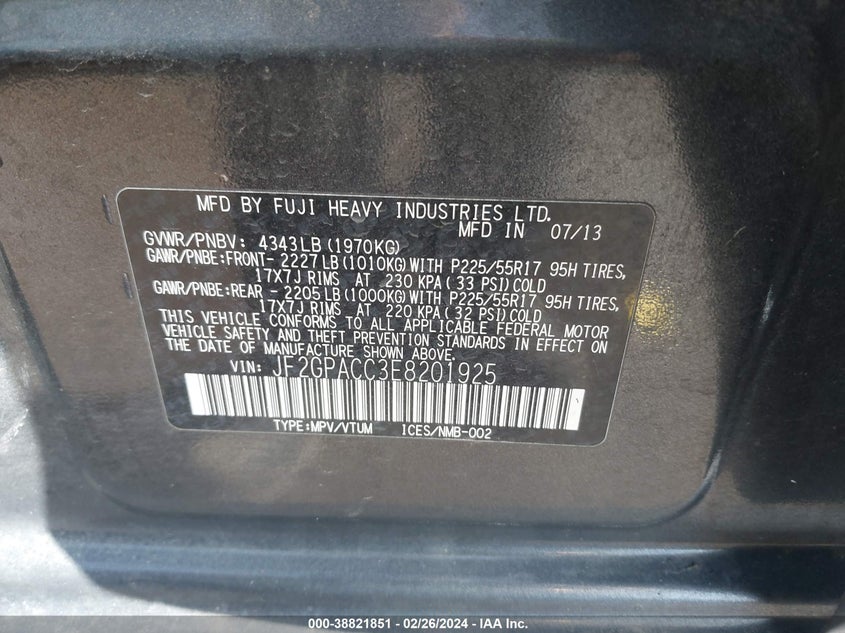 MFD BY FUJI HEAVY INDUSTRIES LTD.
MFD IN 07/13
GVWR/PNBV: 4343LB (1970KG)
GAWR/PNBE:FRONT- 2227LB (1010KG) WITH P225/55R17 95H TIRES,
17X7J RIMS AT 230 KPA (33 PSI) COLD
GAWR/PNBE:REAR - 2205LB (1000KG) WITH P225/55R17 95H TIRES,
17X7J RIMS AT 220 KPA (32 PSI) COLD
THIS VEHICLE CONFORMS TO ALL APPLICABLE FEDERAL MOTOR
VEHICLE SAFETY AND THEFT PREVENTION STANDARDS IN EFFECT ON
THE DATE OF MANUFACTURE SHOWN ABOVE.
VIN: JF2GPACC3E8201925
TYPE:MPV/VTUM ICES/NMB-002
000-38821851 / 02/26/2024 - IAA Inc.